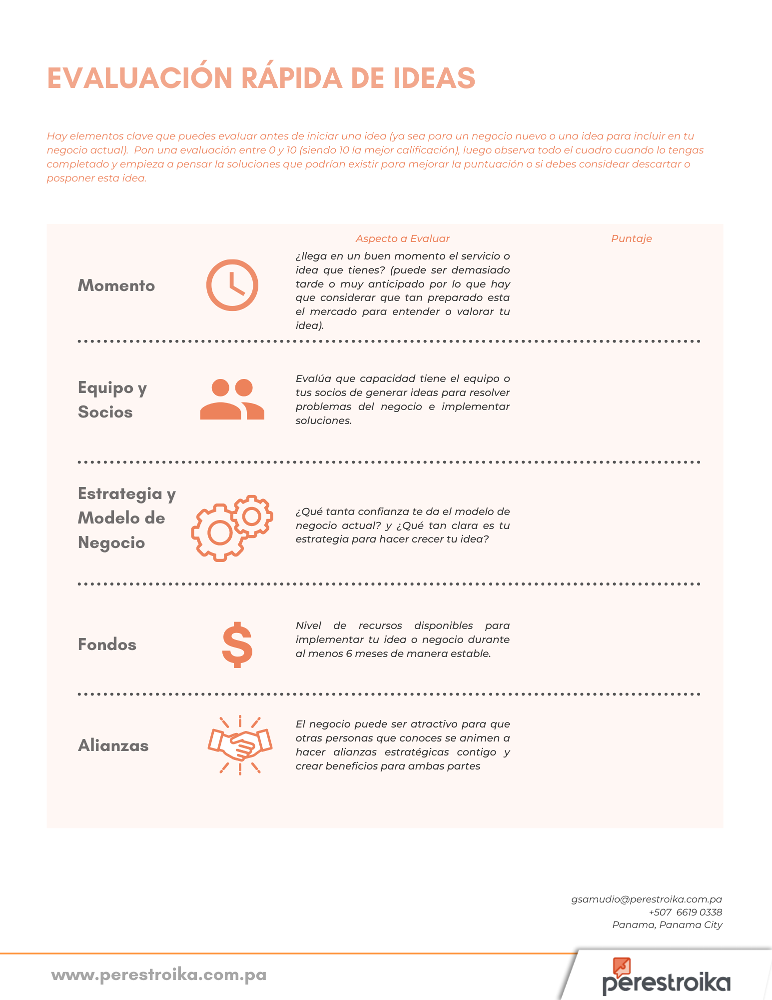 EVALUACIÓN RÁPIDA DE IDEAS
Hay elementos clave que puedes evaluar antes de iniciar una idea (ya sea para un negocio nuevo o una idea para incluir en tu
negocio actual).  Pon una evaluación entre 0 y 10 (siendo 10 la mejor calificación), luego observa todo el cuadro cuando lo tengas
completado y empieza a pensar la soluciones que podrían existir para mejorar la puntuación o si debes considear descartar o
posponer esta idea.
Aspecto a Evaluar
Puntaje
Momento
¿llega en un buen momento el servicio o
idea que tienes? (puede ser demasiado
tarde o muy anticipado por lo que hay
que considerar que tan preparado esta
el mercado para entender o valorar tu
idea).
Equipo y
Socios
Evalúa que capacidad tiene el equipo o
tus socios de generar ideas para resolver
problemas del negocio e implementar
soluciones.
Estrategia y
Modelo de
Negocio
¿Qué tanta confianza te da el modelo de
negocio actual? y ¿Qué tan clara es tu
estrategia para hacer crecer tu idea?
Fondos
$
Nivel de recursos disponibles para
implementar tu idea o negocio durante
al menos 6 meses de manera estable.
Alianzas
El negocio puede ser atractivo para que
otras personas que conoces se animen a
hacer alianzas estratégicas contigo y
crear beneficios para ambas partes
gsamudio@perestroika.com.pa
+507  6619 0338
Panama, Panama City
www.perestroika.com.pa
perestroika